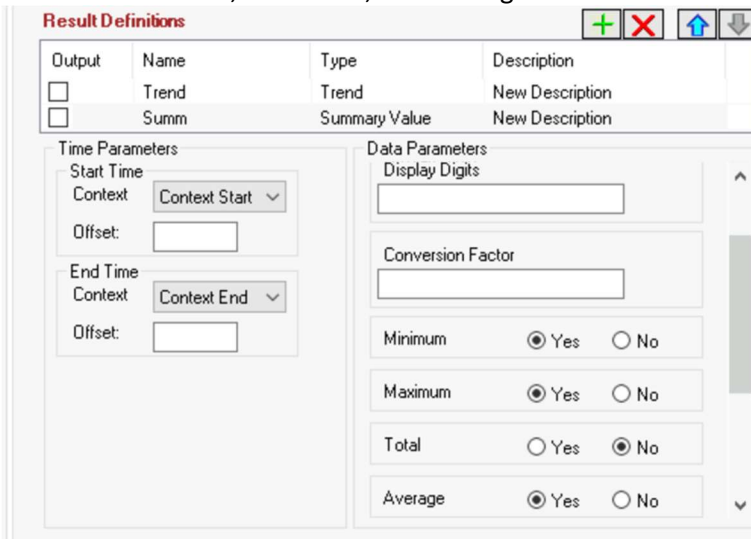 Result Definitions
Output Name Type Description
Trend Trend New Description
Summ Summary Value New Description
Time Parameters Data Parameters
Start Time Display Digits
Context Context Start
Offset:
Conversion Factor
End Time
Context Context End
Offset:
Minimum Yes No
Maximum Yes No
Total Yes No
Average Yes No